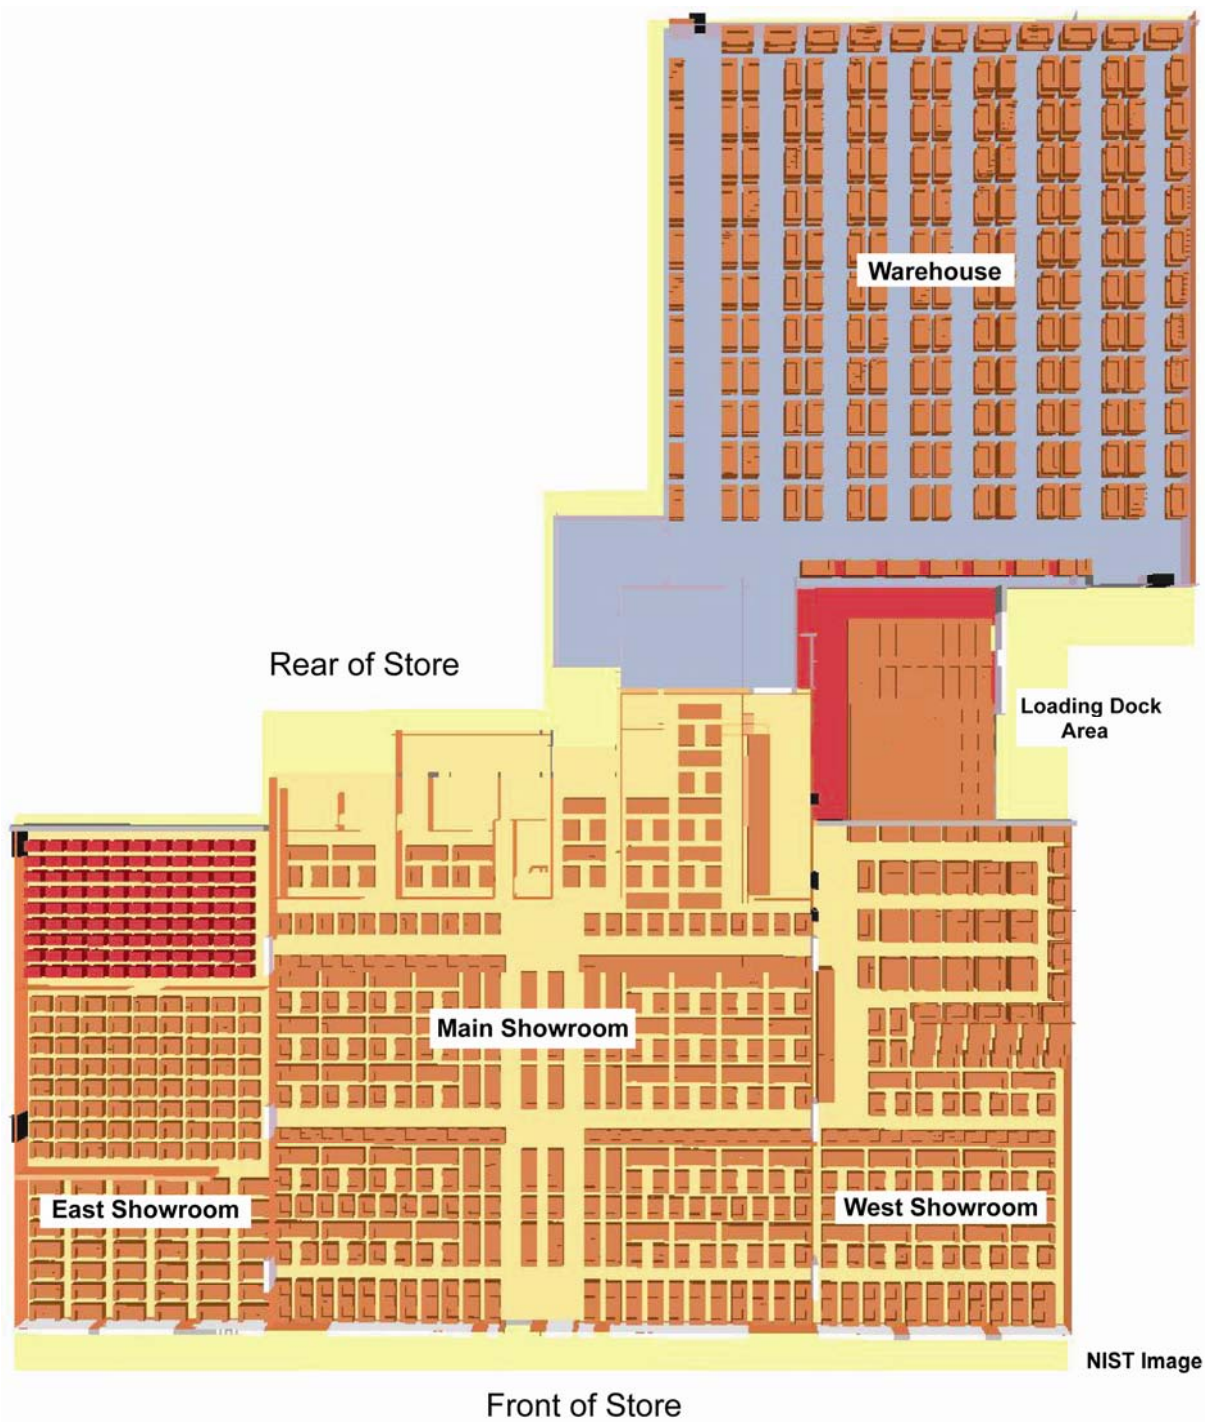 Warehouse
Rear of Store
Loading Dock
Area
Main Showroom
East Showroom
West Showroom
NIST Image
Front of Store